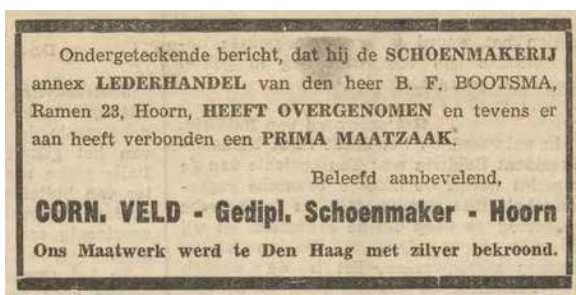 Ondergeteekende bericht, dat hij de SCHOENMAKERIJ
annex LEDERHANDEL van den heer B. F. BOOTSMA,
Ramen 23, Hoorn, HEEFT OVERGENOMEN en tevens er
aan heeft verbonden een PRIMA MAATZAAK.
Beleefd aanbevelend,
CORN. VELD - Gedipl. Schoenmaker - Hoorn
Ons Maatwerk werd te Den Haag met zilver bekroond.